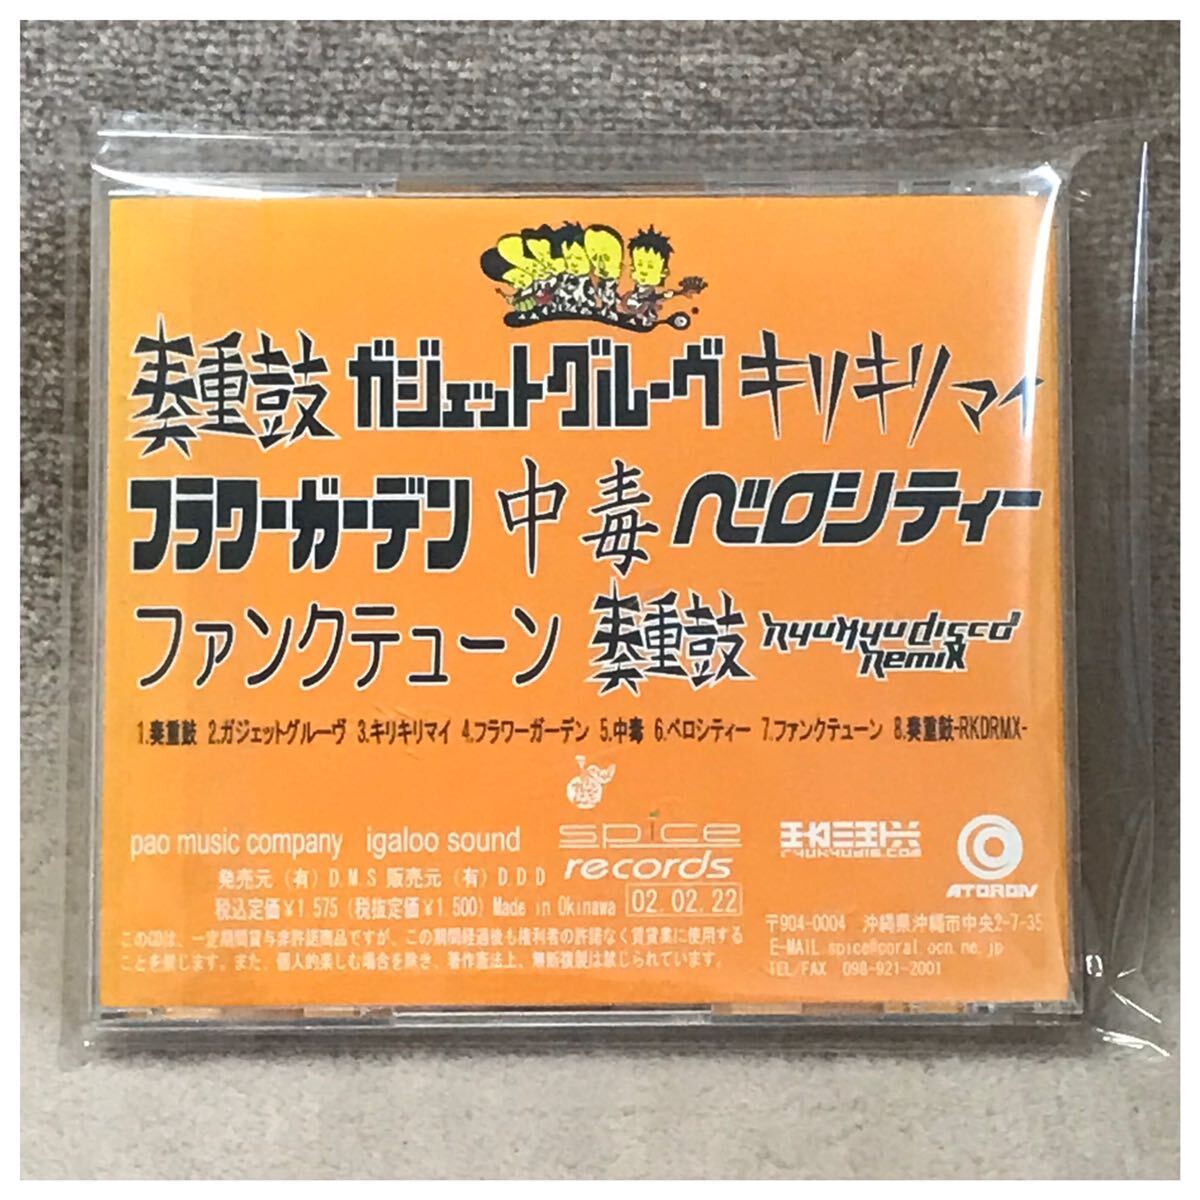 奏重鼓 ガジェットグルーヴ キリキリマイ
フラワーガーデン 中毒 ベロシティー
ファンクテューン 奏重鼓 RyuKyudisco
Remix
1.奏重鼓 2.ガジェットグルーヴ 3.キリキリマイ 4.フラワーガーデン 5.中毒 6.ベロシティー 7.ファンクテューン 8.奏重鼓-RKDRMX-
pao music company igaloo sound
spice
records
ryukyudis.com
ATORON
発売元 (有) D.M.S 販売元 (有) D.D.D
税込定価¥1 575 (税抜定価¥1 500) Made in Okinawa 02.02.22
このCDは、一定期間貸与非許諾商品ですが、この期間経過後も権利者の許諾なく賃貸業に使用する
ことを禁じます。また、個人的楽しむ場合を除き、著作憲法上、無断複製は禁じられています。
〒904-0004 沖縄県沖縄市中央2-7-35
E-MAIL spice@coral.ocn.ne.jp
TEL/FAX 098-921-2001